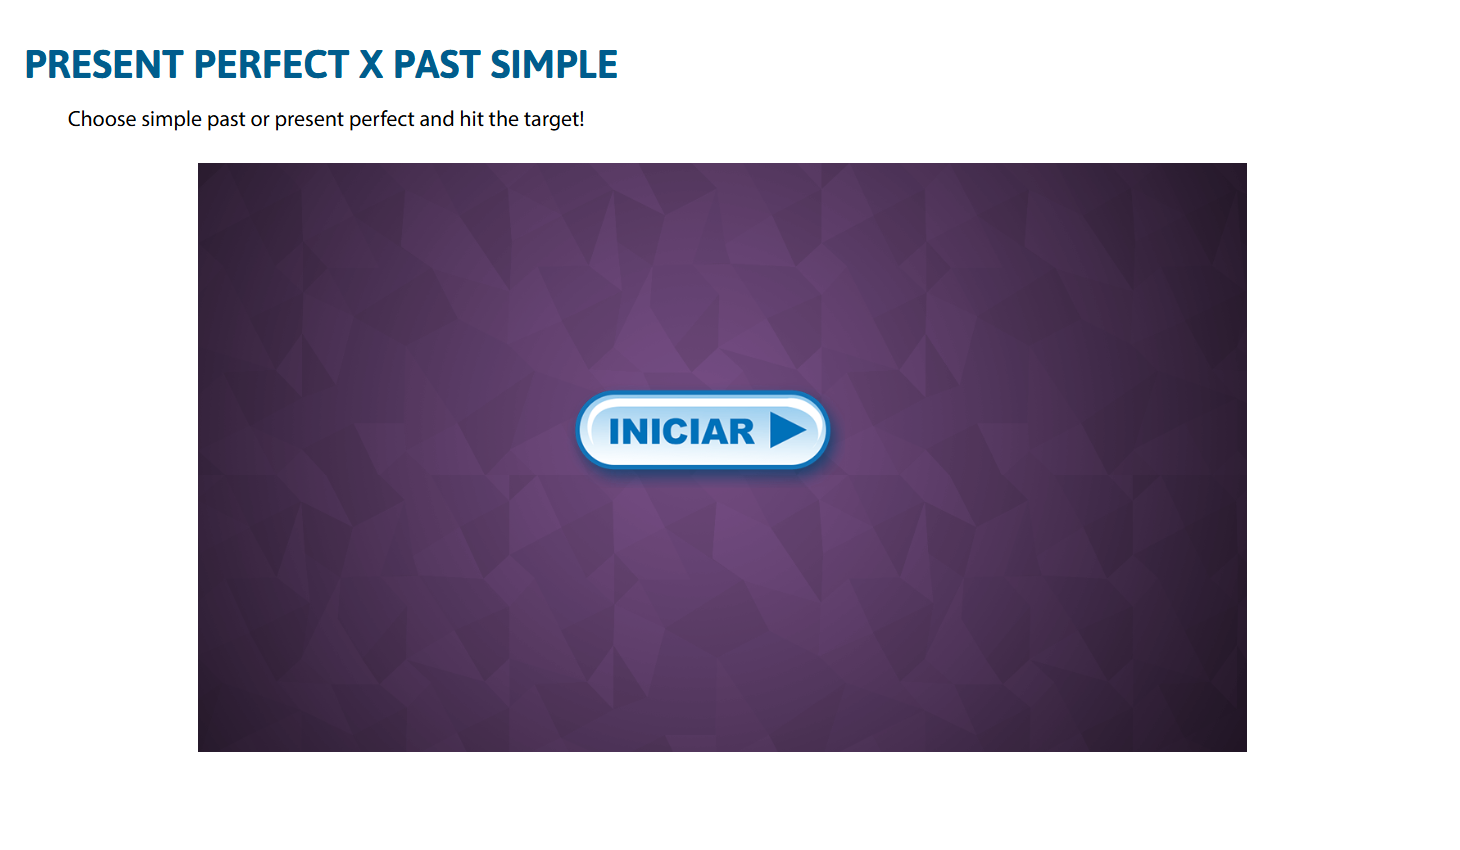 PRESENT PERFECT X PAST SIMPLE
Choose simple past or present perfect and hit the target!
INICIAR